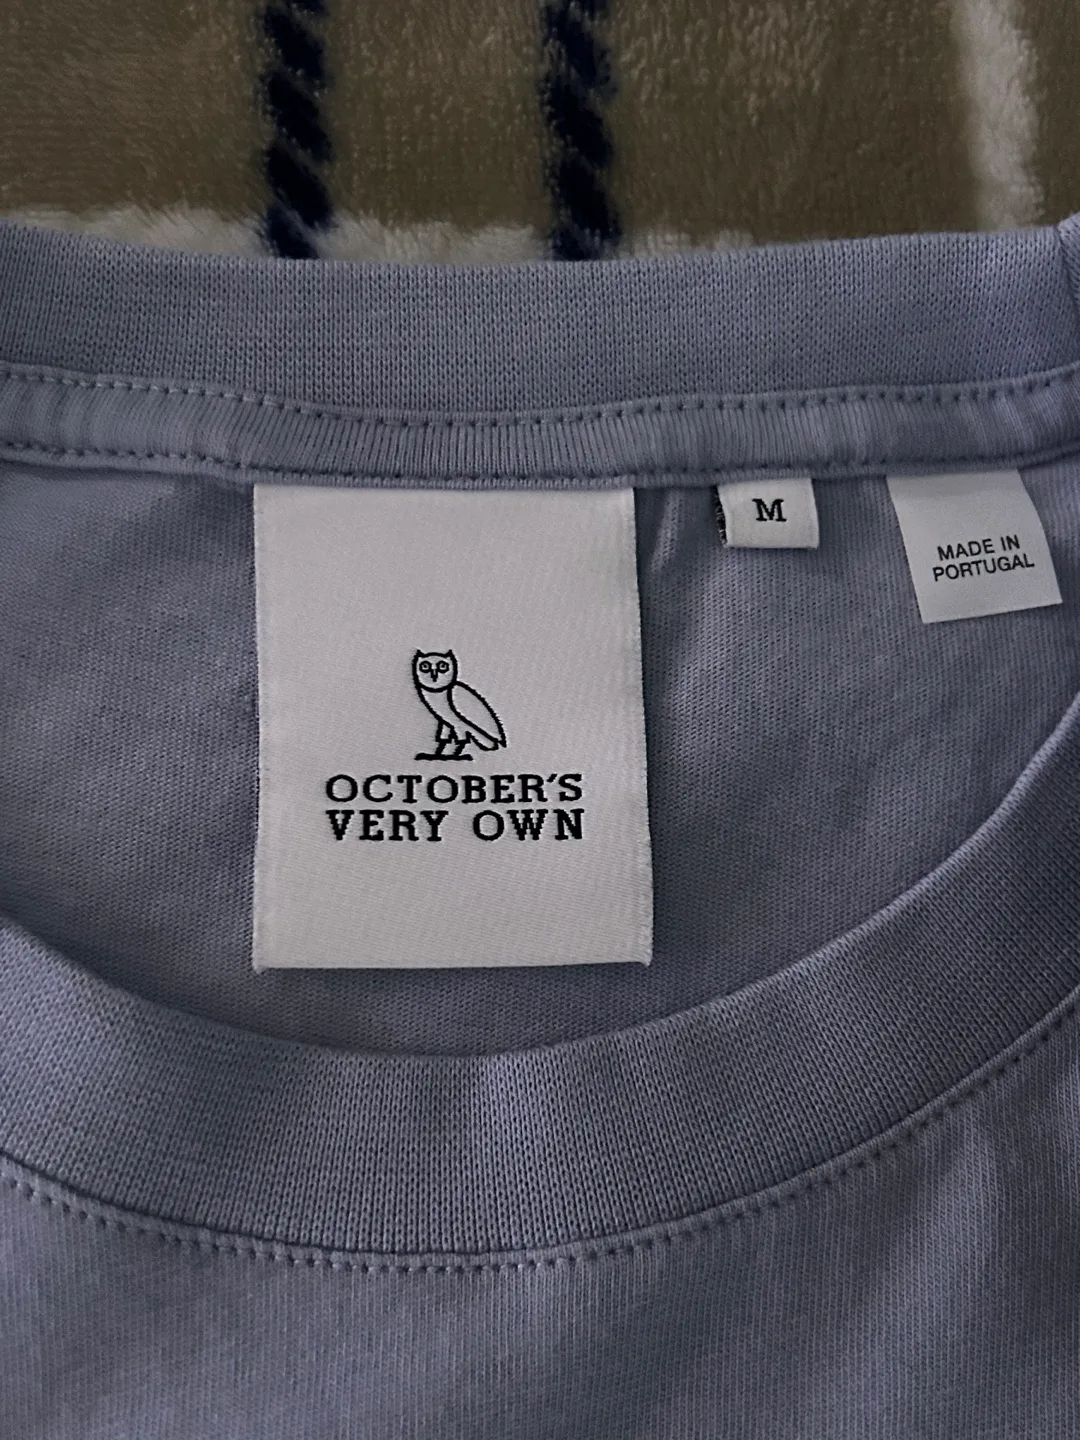 OCTOBER'S
VERY OWN
M
MADE IN
PORTUGAL